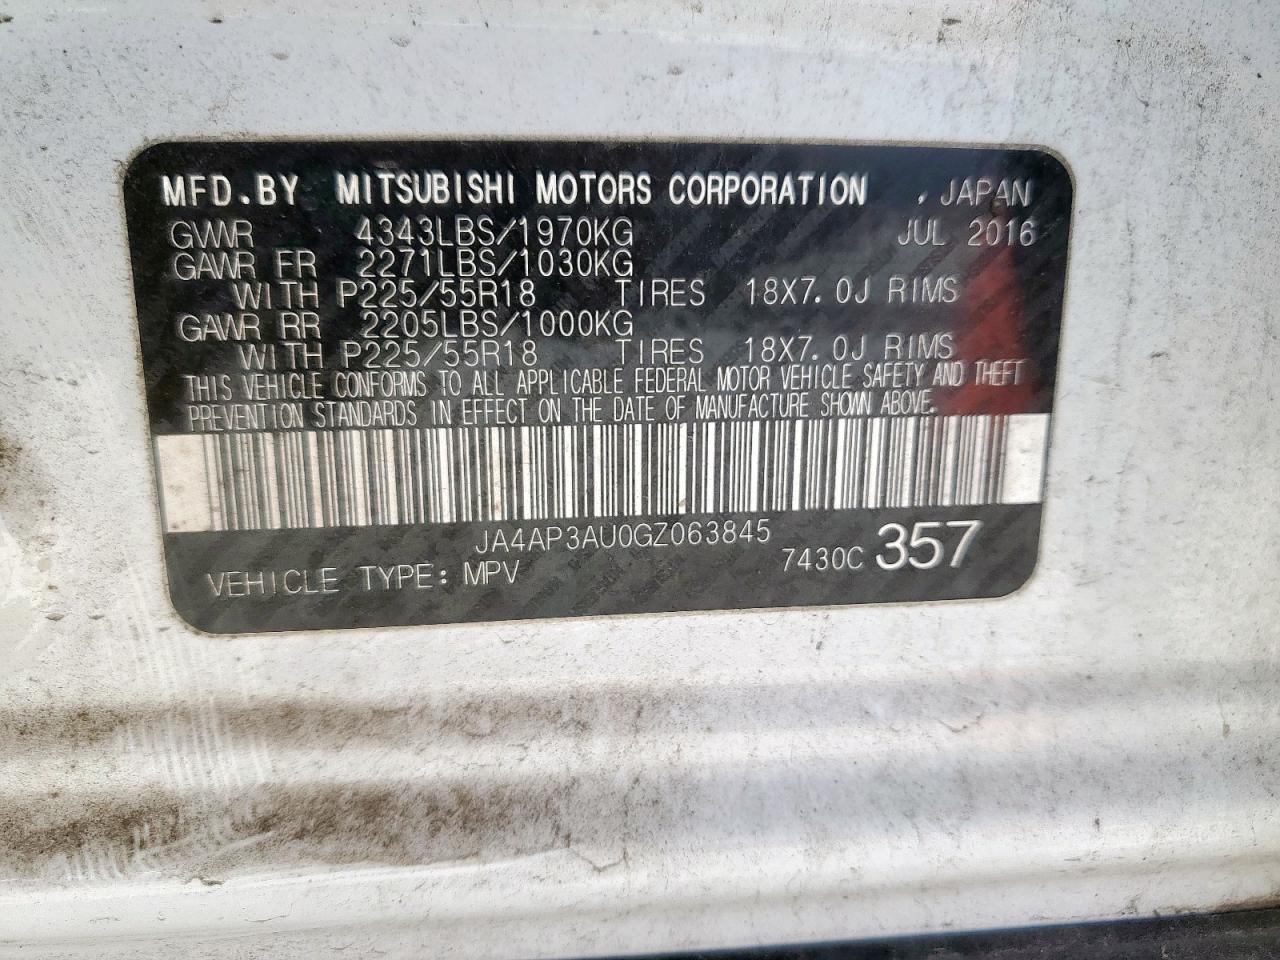 MFD.BY MITSUBISHI MOTORS CORPORATION , JAPAN
GVWR 4343LBS/1970KG JUL 2016
GAWR FR 2271LBS/1030KG
WITH P225/55R18 TIRES 18X7.0J RIMS
GAWR RR 2205LBS/1000KG
WITH P225/55R18 TIRES 18X7.0J RIMS
THIS VEHICLE CONFORMS TO ALL APPLICABLE FEDERAL MOTOR VEHICLE SAFETY AND THEFT
PREVENTION STANDARDS IN EFFECT ON THE DATE OF MANUFACTURE SHOWN ABOVE.
JA4AP3AU0GZ063845
VEHICLE TYPE: MPV 7430C 357